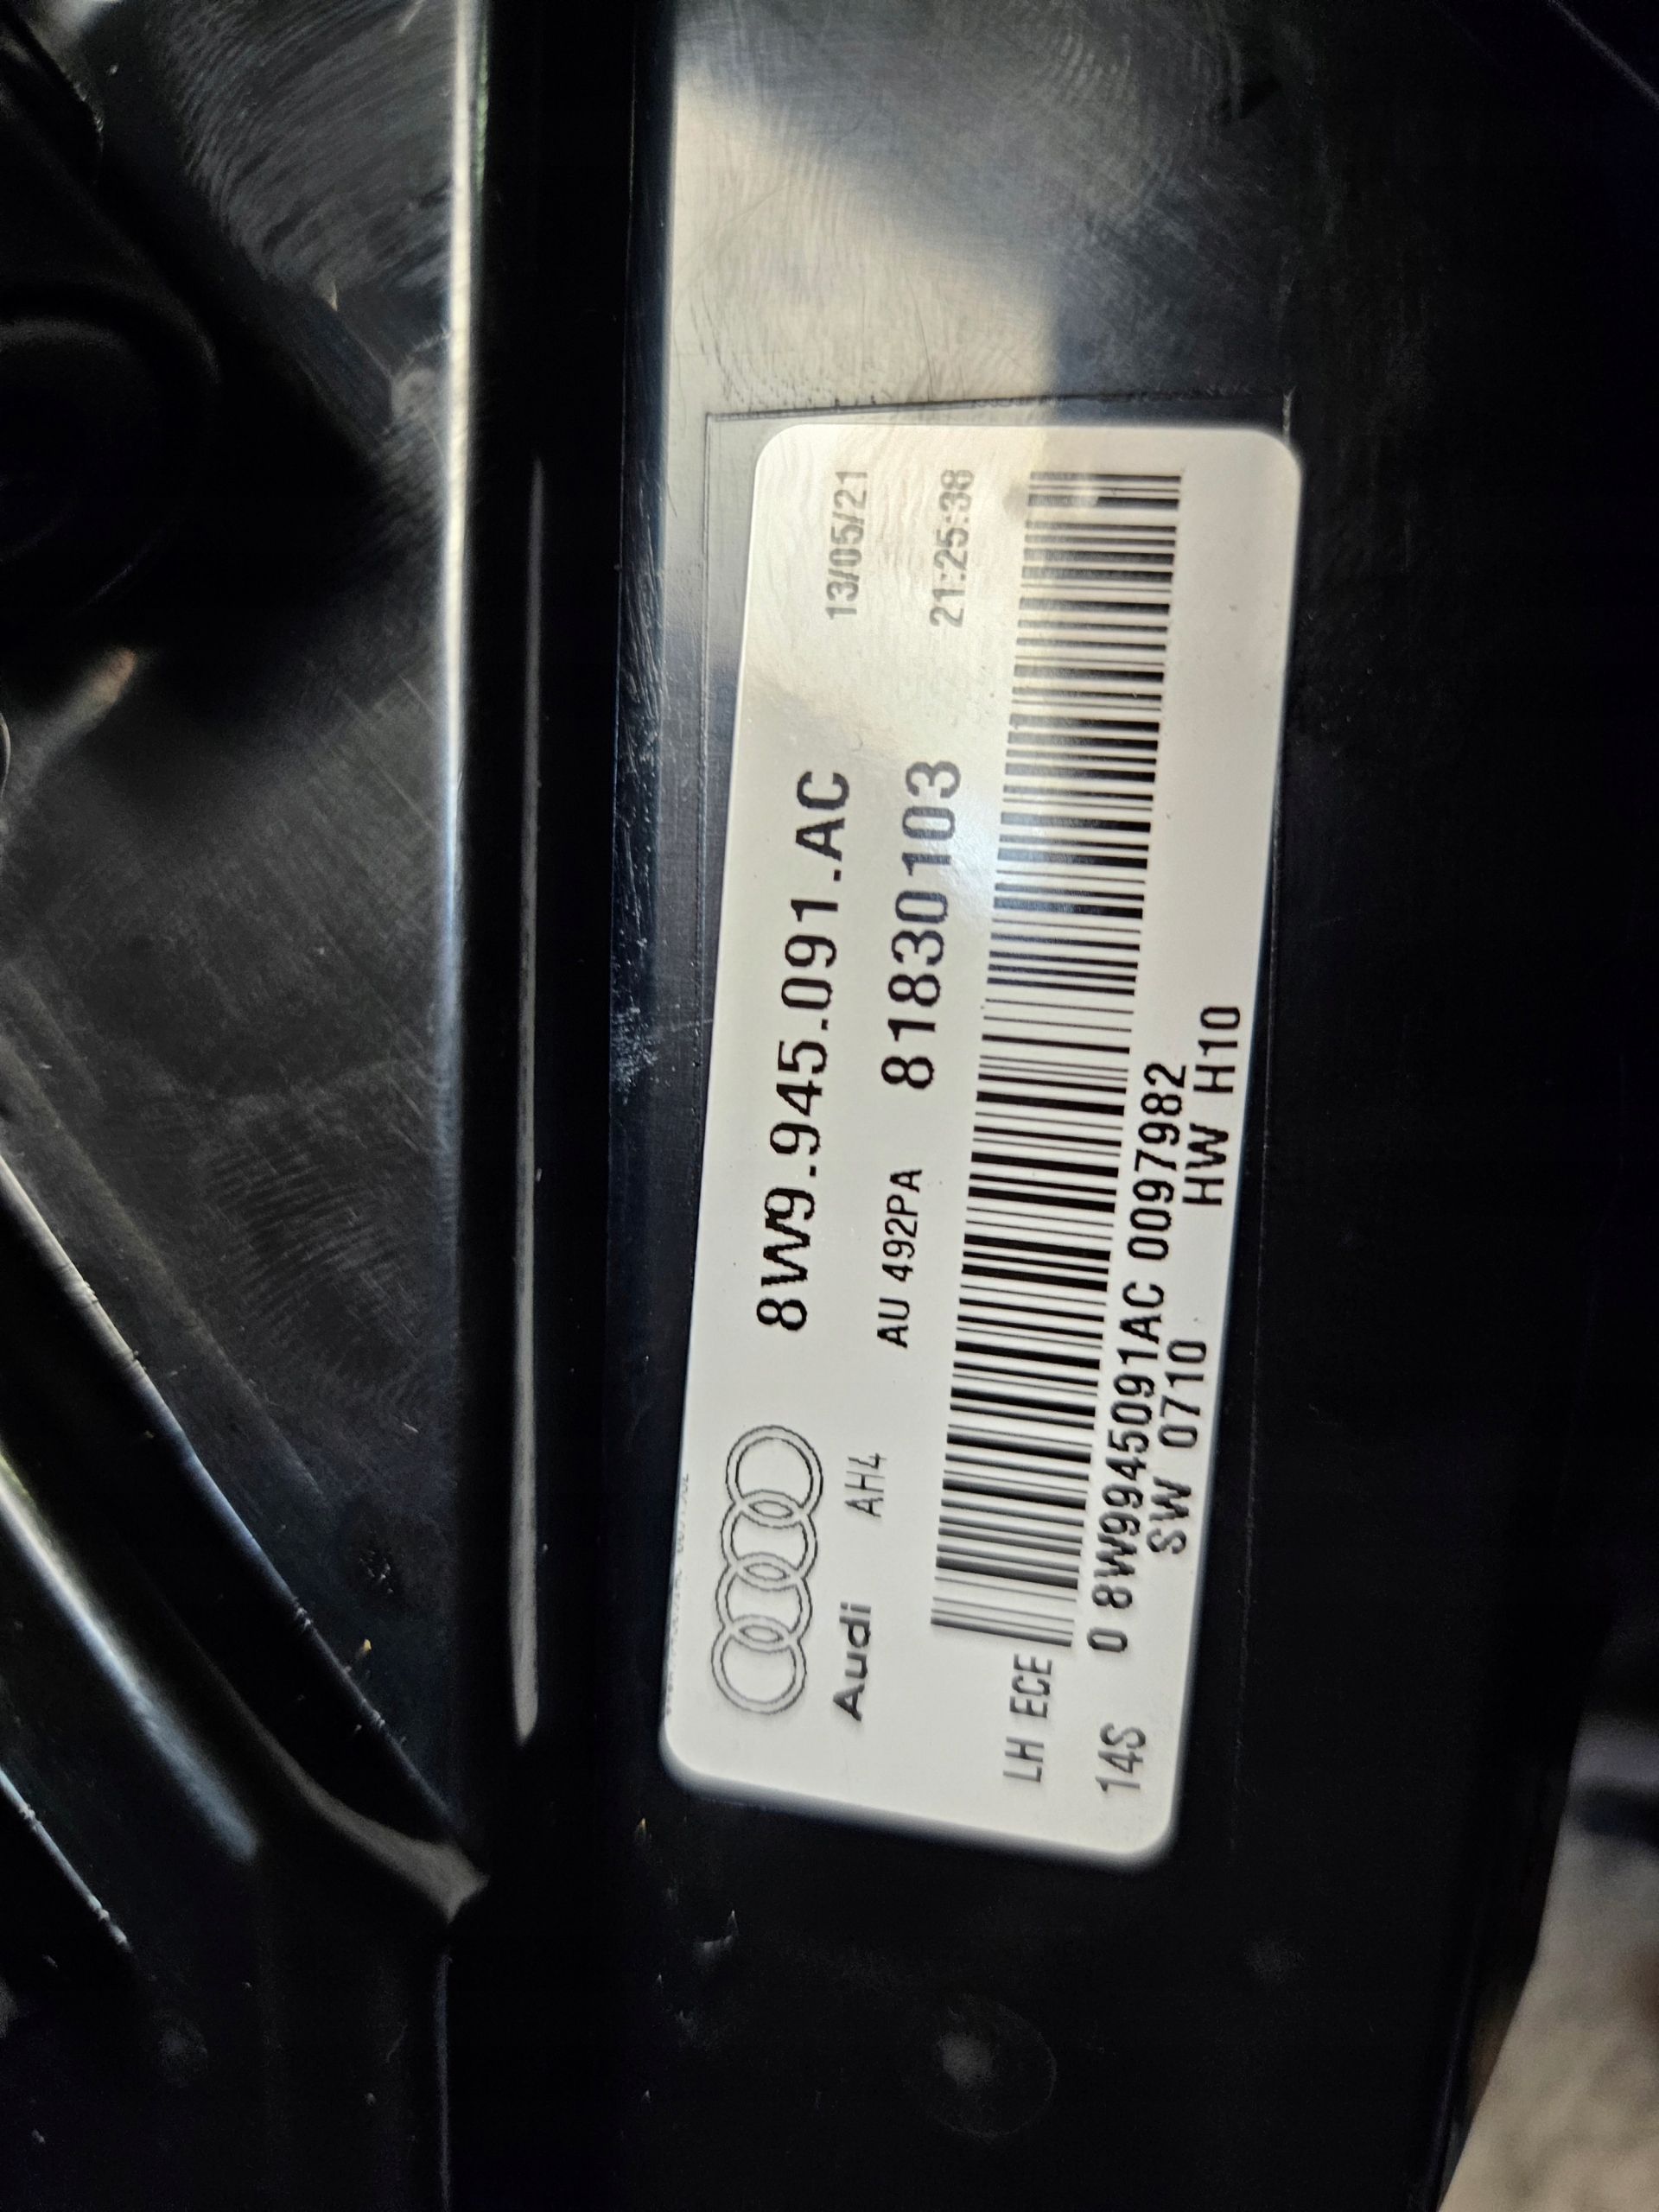 8W9.945.091.AC
13/05/21
Audi AH4
AU 492PA 81830103
21:25:38
LH ECE
14S 0 8W9945091AC 0097982
SW 0710 HW H10